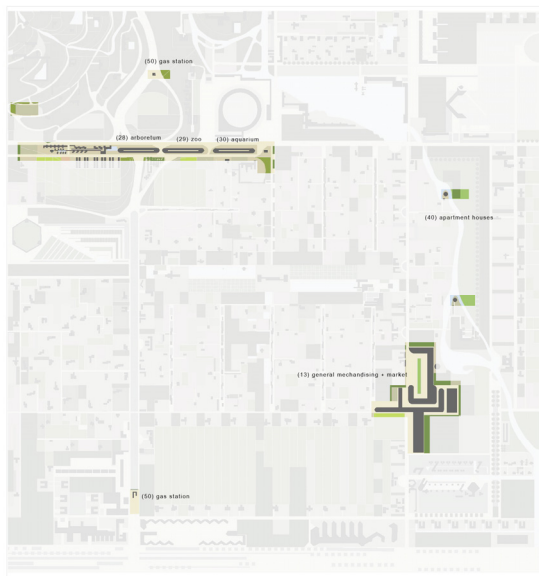 (50) gas station
(28) arboretum
(29) zoo
(30) aquarium
(40) apartment houses
(13) general mechandising + market
(50) gas station